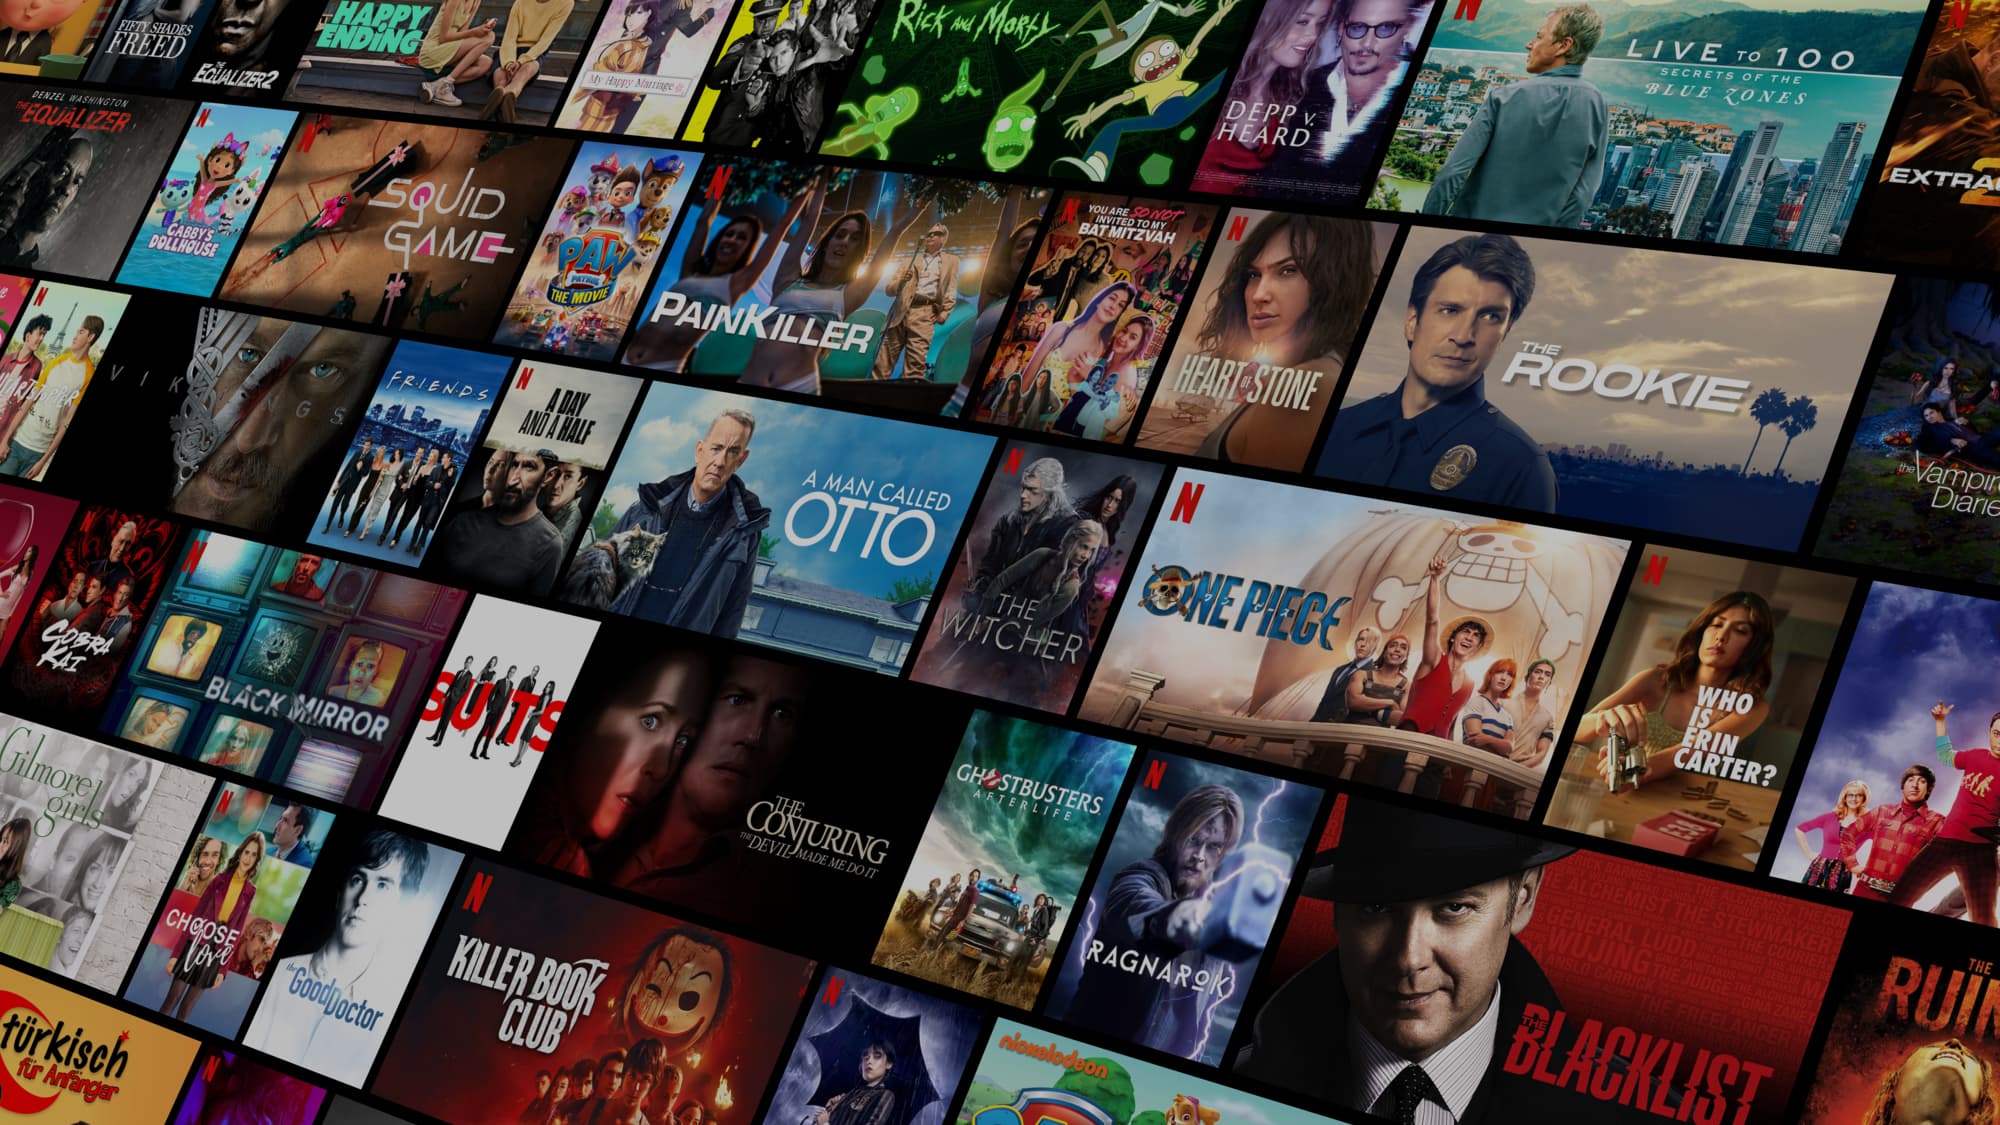 FIFTY SHADES
FREED
THE
EQUALIZER 2
HAPPY
ENDING
My Happy Marriage
RICK AND MORTY
DEPP V.
HEARD
LIVE TO 100
SECRETS OF THE
BLUE ZONES
EXTRA
2
DENZEL WASHINGTON
THE EQUALIZER
GABBY'S
DOLLHOUSE
SQUID
GAME
PAW
PATROL
THE MOVIE
PAINKILLER
YOU ARE SO NOT
INVITED TO MY
BAT MITZVAH
HEART OF STONE
THE
ROOKIE
the Vampire
Diarie
HEARTSTOPPER
VIKINGS
F·R·I·E·N·D·S
A DAY
AND A HALF
A MAN CALLED
OTTO
THE
WITCHER
ONE PIECE
WHO
IS
ERIN
CARTER?
COBRA
KAI
BLACK MIRROR
SUITS
THE
CONJURING
THE DEVIL MADE ME DO IT
GHOSTBUSTERS
AFTERLIFE
RAGNAROK
THE
BLACKLIST
THE
RUIN
Gilmore
girls
CHOOSE
love
the
GoodDoctor
KILLER BOOK
CLUB
türkisch
für Anfänger
nickelodeon